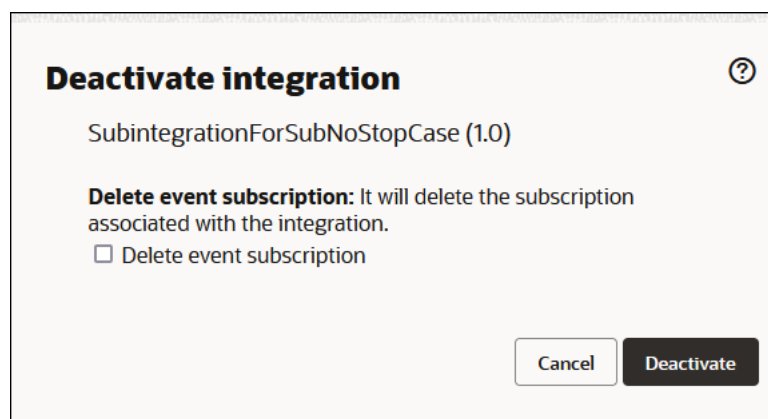 Deactivate integration
SubintegrationForSubNoStopCase (1.0)
Delete event subscription: It will delete the subscription
associated with the integration.
Delete event subscription
Cancel
Deactivate